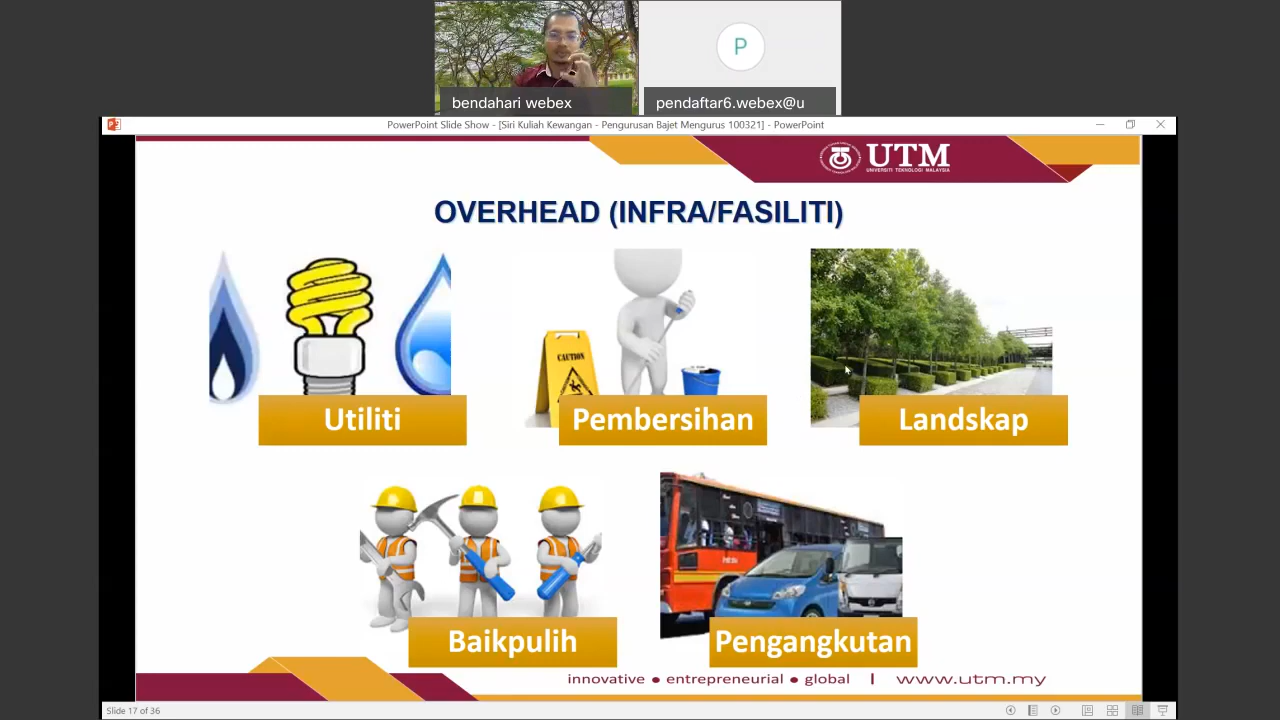 P
bendahari webex
pendaftar6.webex@u
PowerPoint Slide Show - [Siri Kuliah Kewangan - Pengurusan Bajet Mengurus 100321] - PowerPoint
UTM
UNIVERSITI TEKNOLOGI MALAYSIA
OVERHEAD (INFRA/FASILITI)
CAUTION
Utiliti
Pembersihan
Landskap
Baikpulih
Pengangkutan
innovative ● entrepreneurial ● global | www.utm.my
Slide 17 of 36